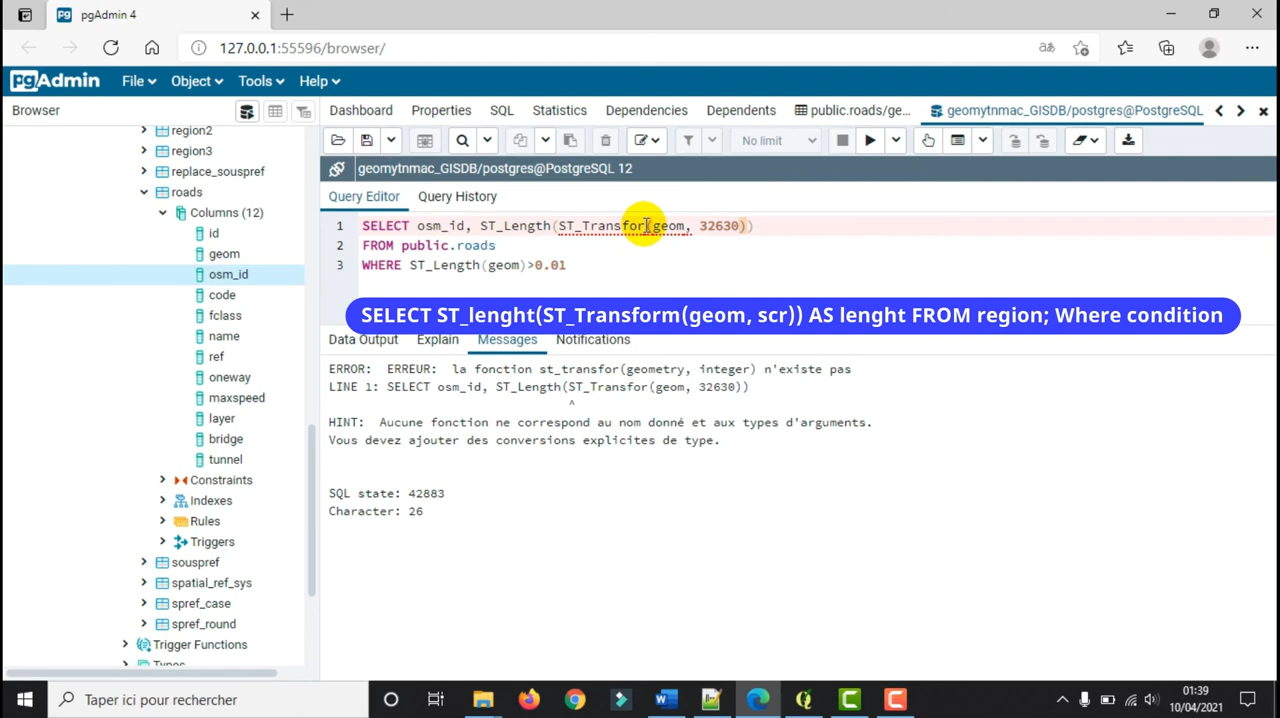 pgAdmin 4
127.0.0.1:55596/browser/
pgAdmin File Object Tools Help
Browser
Dashboard Properties SQL Statistics Dependencies Dependents public.roads/ge... geomytnmac_GISDB/postgres@PostgreSQL
No limit
geomytnmac_GISDB/postgres@PostgreSQL 12
Query Editor Query History
region2
region3
replace_souspref
roads
Columns (12)
id
geom
osm_id
code
fclass
name
ref
oneway
maxspeed
layer
bridge
tunnel
Constraints
Indexes
Rules
Triggers
souspref
spatial_ref_sys
spref_case
spref_round
Trigger Functions
Types
1 SELECT osm_id, ST_Length(ST_Transfor(geom, 32630))
2 FROM public.roads
3 WHERE ST_Length(geom)>0.01
SELECT ST_lenght(ST_Transform(geom, scr)) AS lenght FROM region; Where condition
Data Output Explain Messages Notifications
ERROR: ERREUR: la fonction st_transfor(geometry, integer) n'existe pas
LINE 1: SELECT osm_id, ST_Length(ST_Transfor(geom, 32630))
^
HINT: Aucune fonction ne correspond au nom donné et aux types d'arguments.
Vous devez ajouter des conversions explicites de type.
SQL state: 42883
Character: 26
Taper ici pour rechercher
01:39
10/04/2021